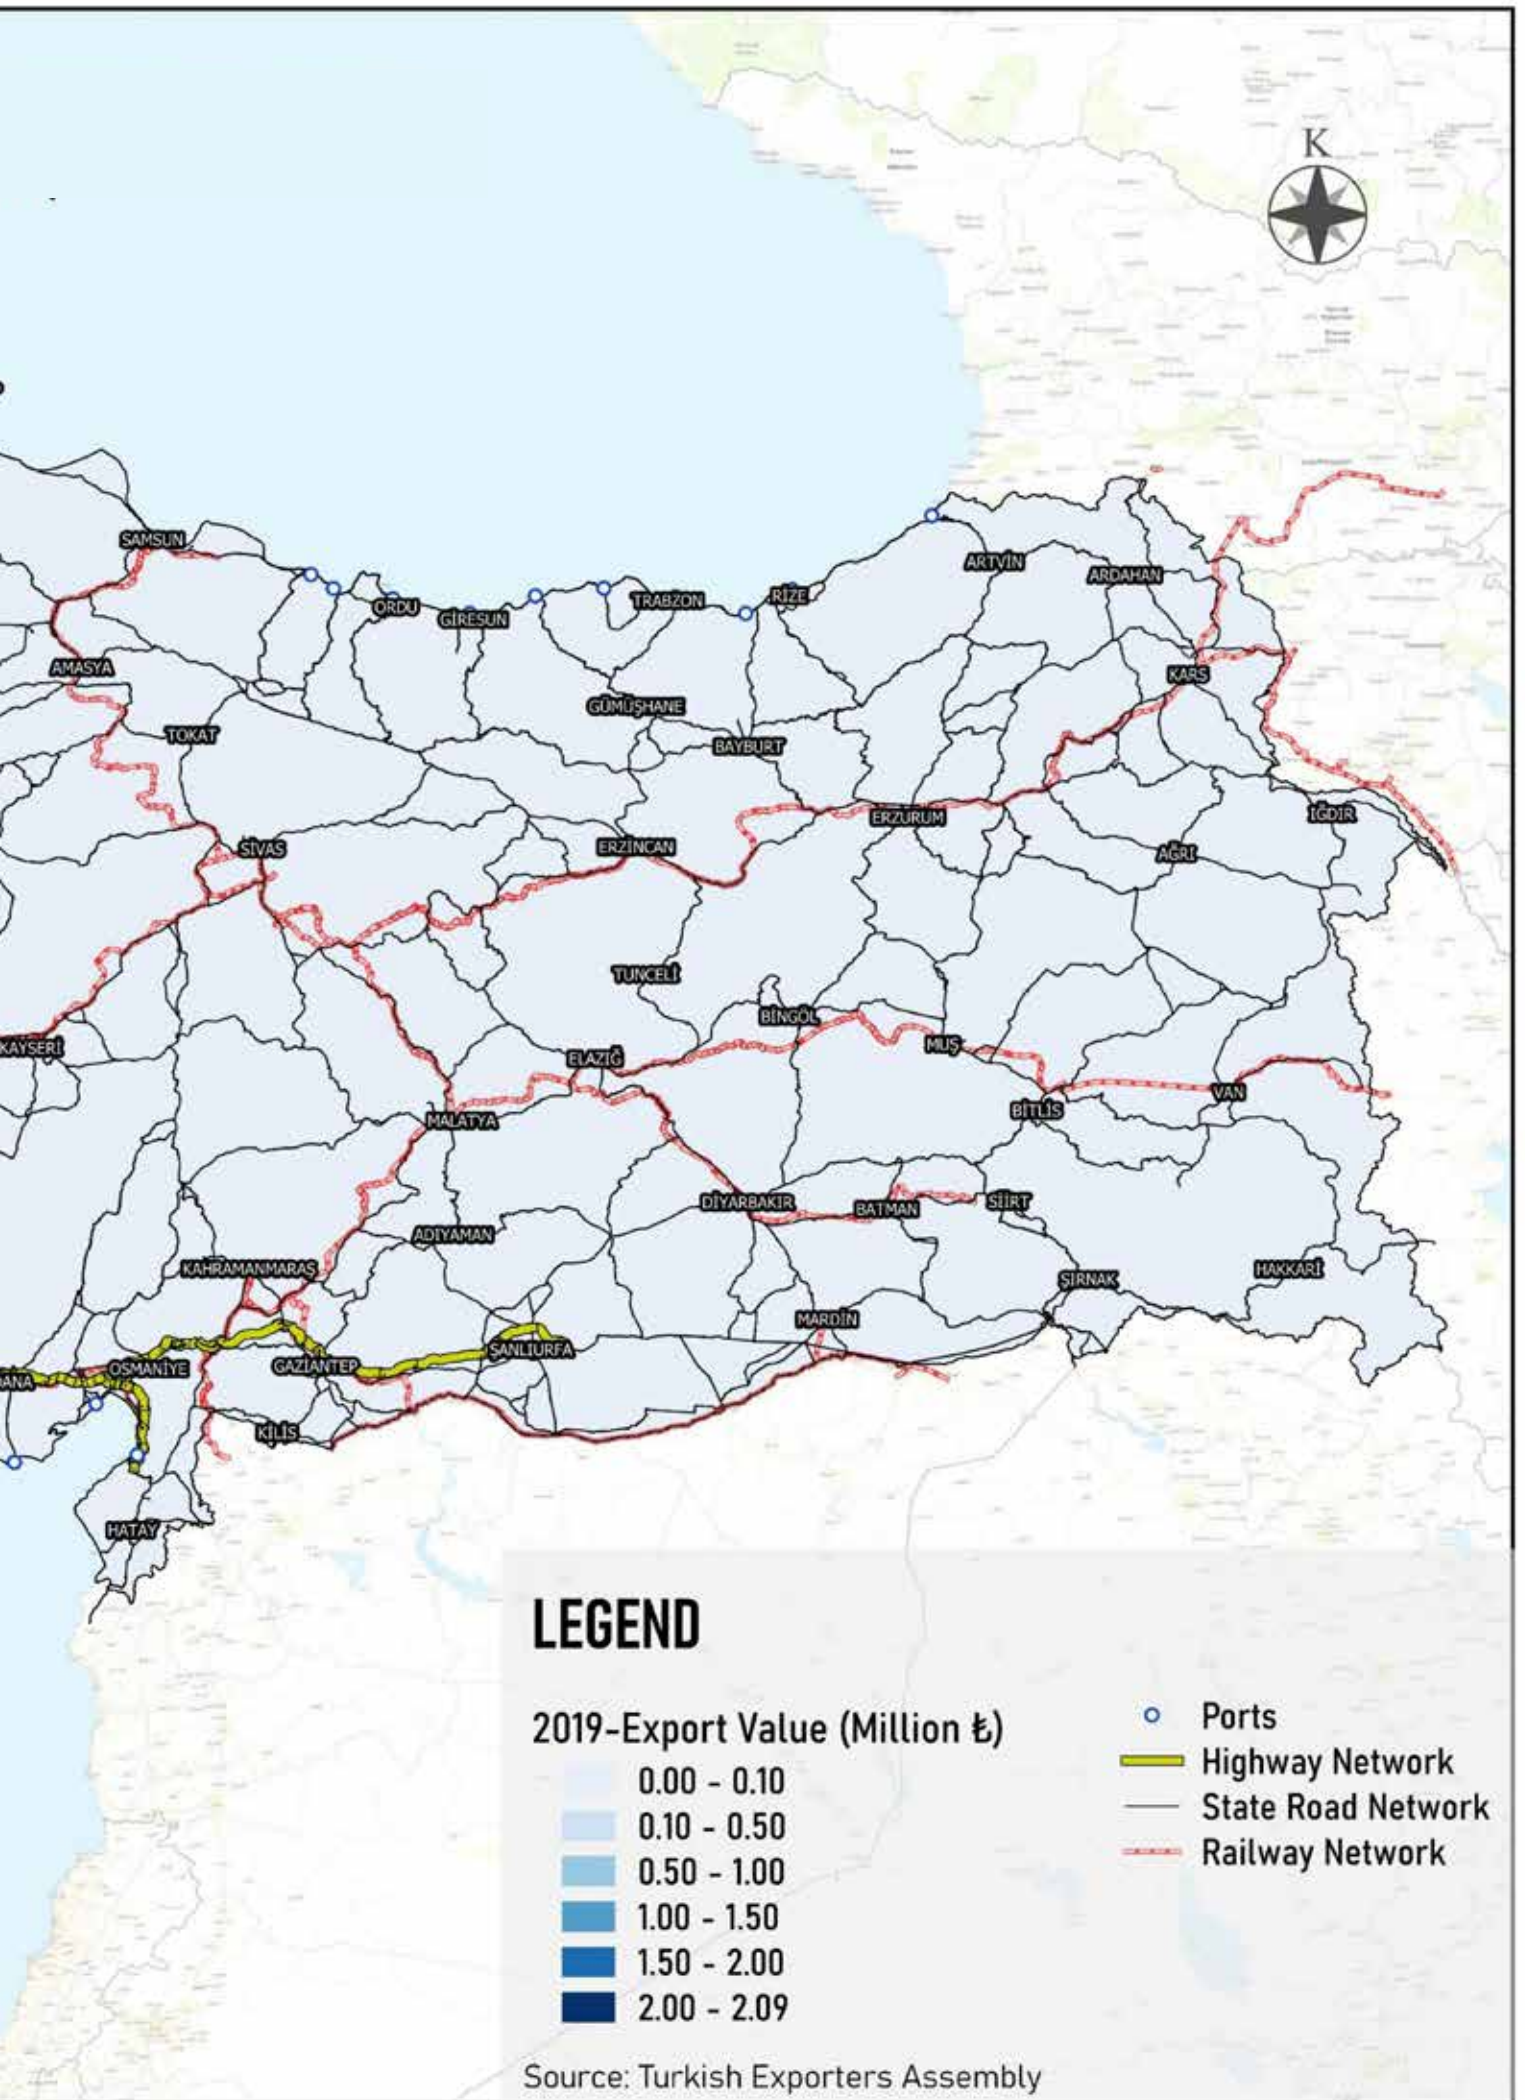 K
SAMSUN
ORDU
GİRESUN
TRABZON
RİZE
ARTVİN
ARDAHAN
AMASYA
KARS
GÜMÜŞHANE
TOKAT
BAYBURT
ERZURUM
IĞDIR
SİVAS
ERZİNCAN
AĞRI
TUNCELİ
BİNGÖL
KAYSERİ
ELAZIĞ
MUŞ
VAN
BİTLİS
MALATYA
DİYARBAKIR
BATMAN
SİİRT
ADIYAMAN
KAHRAMANMARAŞ
ŞIRNAK
HAKKARİ
MARDİN
ŞANLIURFA
OSMANİYE
GAZİANTEP
ANA
KİLİS
HATAY
LEGEND
2019-Export Value (Million ₺)
0.00 - 0.10
0.10 - 0.50
0.50 - 1.00
1.00 - 1.50
1.50 - 2.00
2.00 - 2.09
Ports
Highway Network
State Road Network
Railway Network
Source: Turkish Exporters Assembly